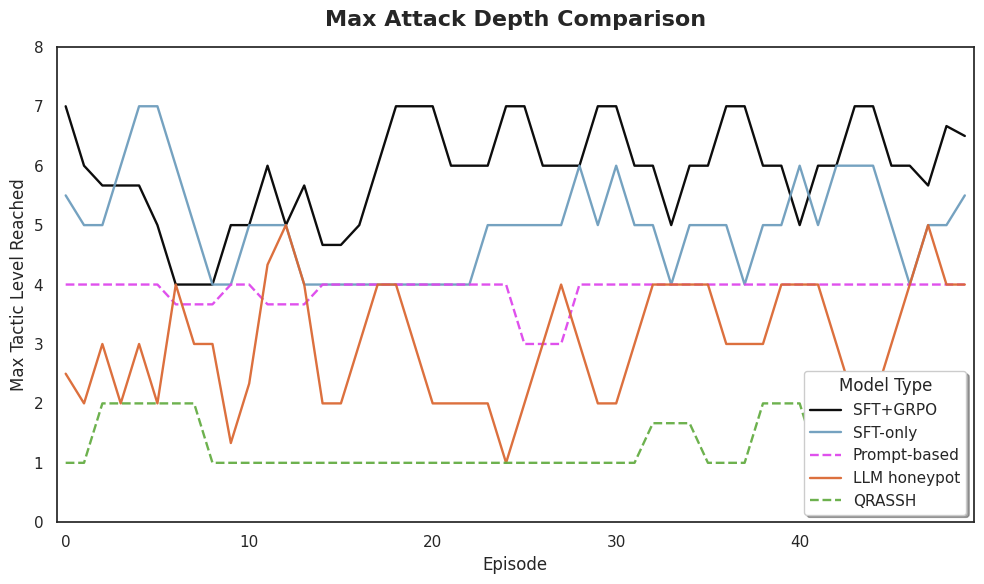 Max Attack Depth Comparison
Max Tactic Level Reached
8
7
6
5
4
3
2
1
0
0
10
20
30
40
Episode
Model Type
SFT+GRPO
SFT-only
Prompt-based
LLM honeypot
QRASSH